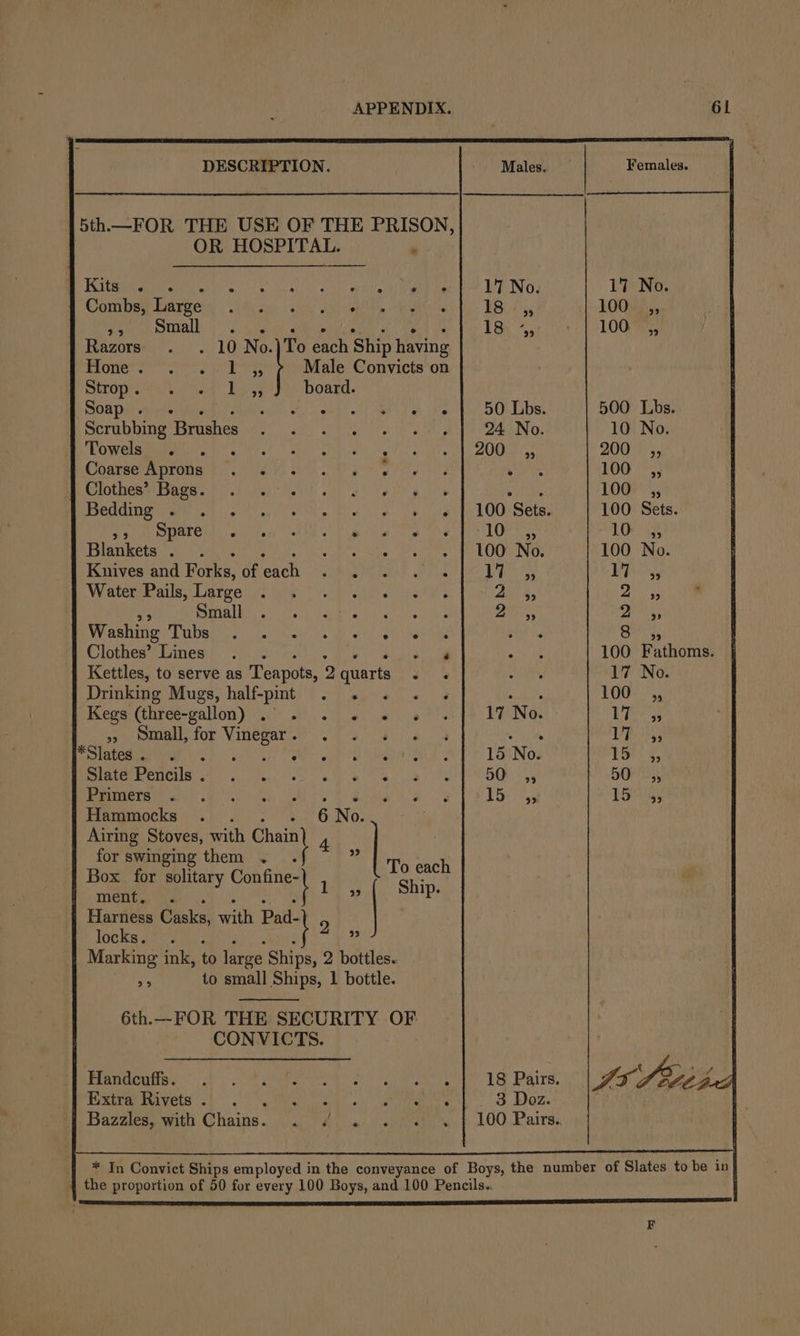 APPENDIX. 61
DESCRIPTION. Males. Females.
5th.—FOR THE USE OF THE PRISON,
OR HOSPITAL.
Kits . . . . . . . . . . 17 No. 17 No.
Combs, Large . . . . . . . . 18 ,, 100 ,,
,, Small . . . . . . . . 18 ,, 100 ,,
Razors . . 10 No. } To each Ship having
Hone . . . 1 ,, } Male Convicts on
Strop . . . 1 ,, } board.
Soap . . . . . . . . . . 50 Lbs. 500 Lbs.
Scrubbing Brushes . . . . . . . 24 No. 10 No.
Towels . . . . . . . . . 200 ,, 200 ,,
Coarse Aprons . . . . . . . . . . 100 ,,
Clothes' Bags. . . . . . . . . . . 100 ,,
Bedding . . . . . . . . . 100 Sets. 100 Sets.
,, Spare . . . . . . . . 10 ,, 10 ,,
Blankets . . . . . . . . . 100 No. 100 No.
Knives and Forks, of each . . . . . 17 ,, 17 ,,
Water Pails, Large . . . . . . . 2 ,, 2 ,,
,, Small . . . . . . . 2 ,, 2 ,,
Washing Tubs . . . . . . . . . . 8 ,,
Clothes' Lines . . . . . . . . . . 100 Fathoms.
Kettles, to serve as Teapots, 2 quarts . . . . 17 No.
Drinking Mugs, half-pint . . . . . . . 100 ,,
Kegs (three-gallon) . . . . . . . 17 No. 17 ,,
,, Small, for Vinegar . . . . . . . . 17 ,,
*Slates . . . . . . . . . 15 No. 15 ,,
Slate Pencils . . . . . . . . 50 ,, 50 ,,
Primers . . . . . . . . . 15 ,, 15 ,,
Hammocks . . . . 6 No.
Airing Stoves, with Chain }
for swinging them . . } 4 ,,
Box for solitary Confine- } To each
ment. . . . . . } 1 ,, Ship.
Harness Casks, with Pad- }
locks. . . . . . } 2 ,,
Marking ink, to large Ships, 2 bottles.
,, to small Ships, 1 bottle.
6th.—FOR THE SECURITY OF
CONVICTS.
Handcuffs. . . . . . . . . 18 Pairs.
Extra Rivets . . . . . . . . 3 Doz.
Bazzles, with Chains. . . . . . . 100 Pairs.
* In Convict Ships employed in the conveyance of Boys, the number of Slates to be in
the proportion of 50 for every 100 Boys, and 100 Pencils.
F